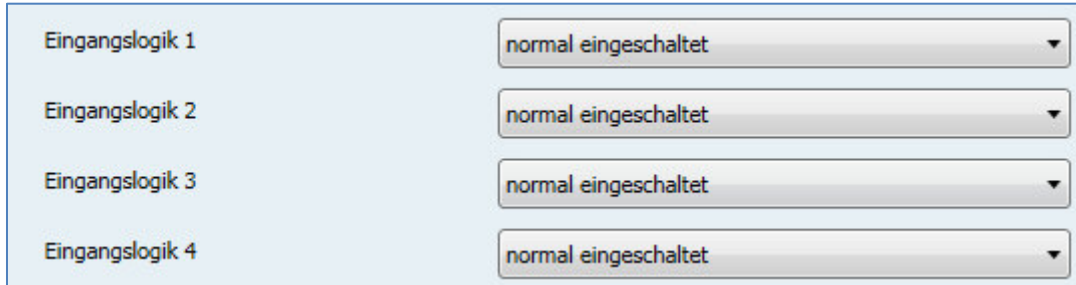 Eingangslogik 1 normal eingeschaltet
Eingangslogik 2 normal eingeschaltet
Eingangslogik 3 normal eingeschaltet
Eingangslogik 4 normal eingeschaltet